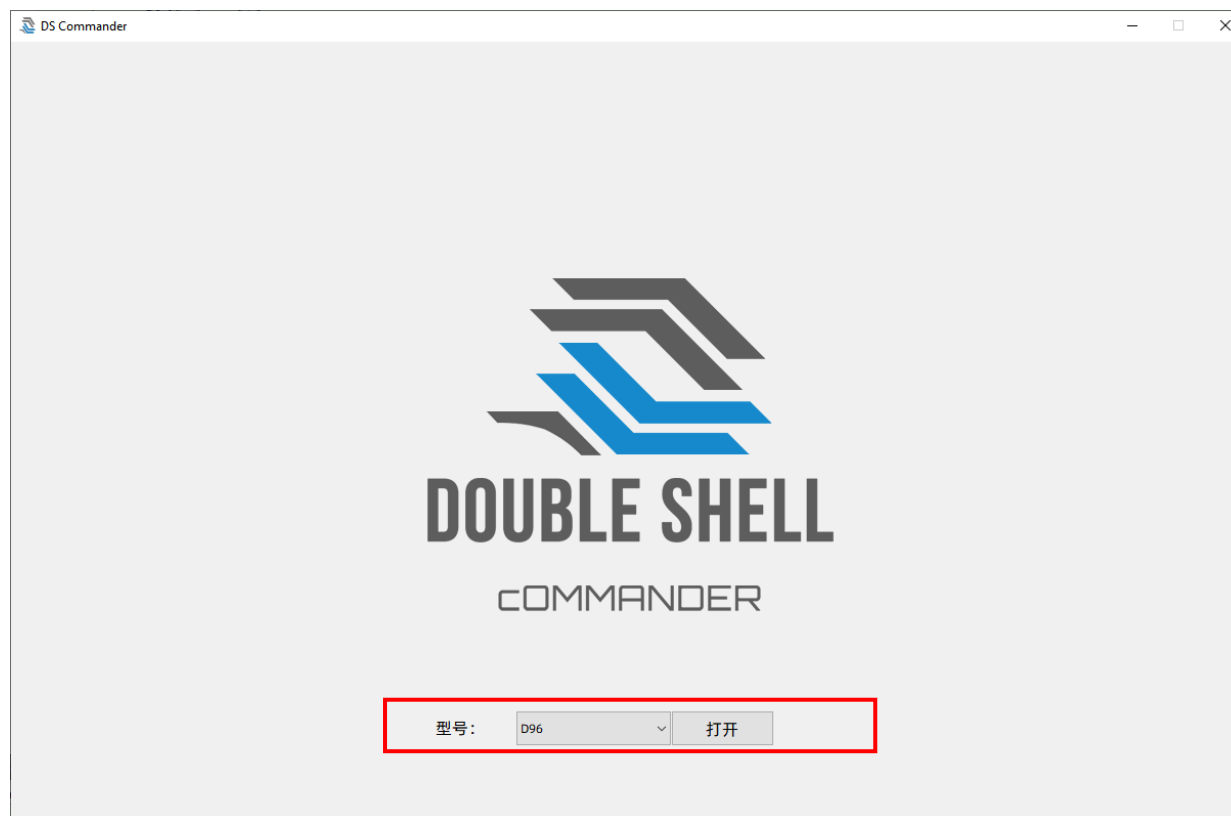 DS Commander
DOUBLE SHELL
cOMMANDER
型号： D96 打开